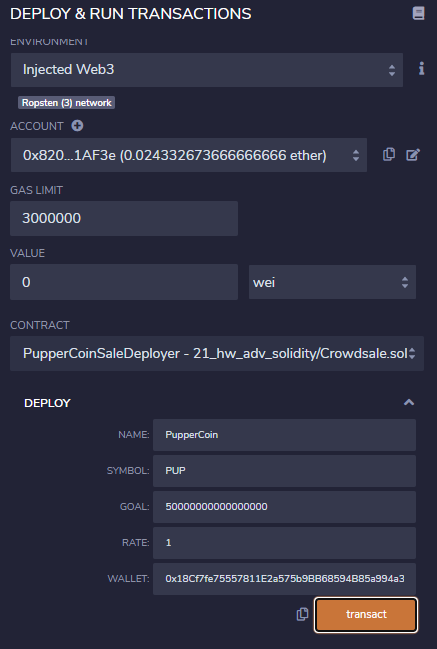 DEPLOY & RUN TRANSACTIONS
ENVIRONMENT
Injected Web3
Ropsten (3) network
ACCOUNT
0x820...1AF3e (0.024332673666666666 ether)
GAS LIMIT
3000000
VALUE
0 wei
CONTRACT
PupperCoinSaleDeployer - 21_hw_adv_solidity/Crowdsale.sol
DEPLOY
NAME: PupperCoin
SYMBOL: PUP
GOAL: 50000000000000000
RATE: 1
WALLET: 0x18Cf7fe75557811E2a575b9BB68594B85a994a3
transact